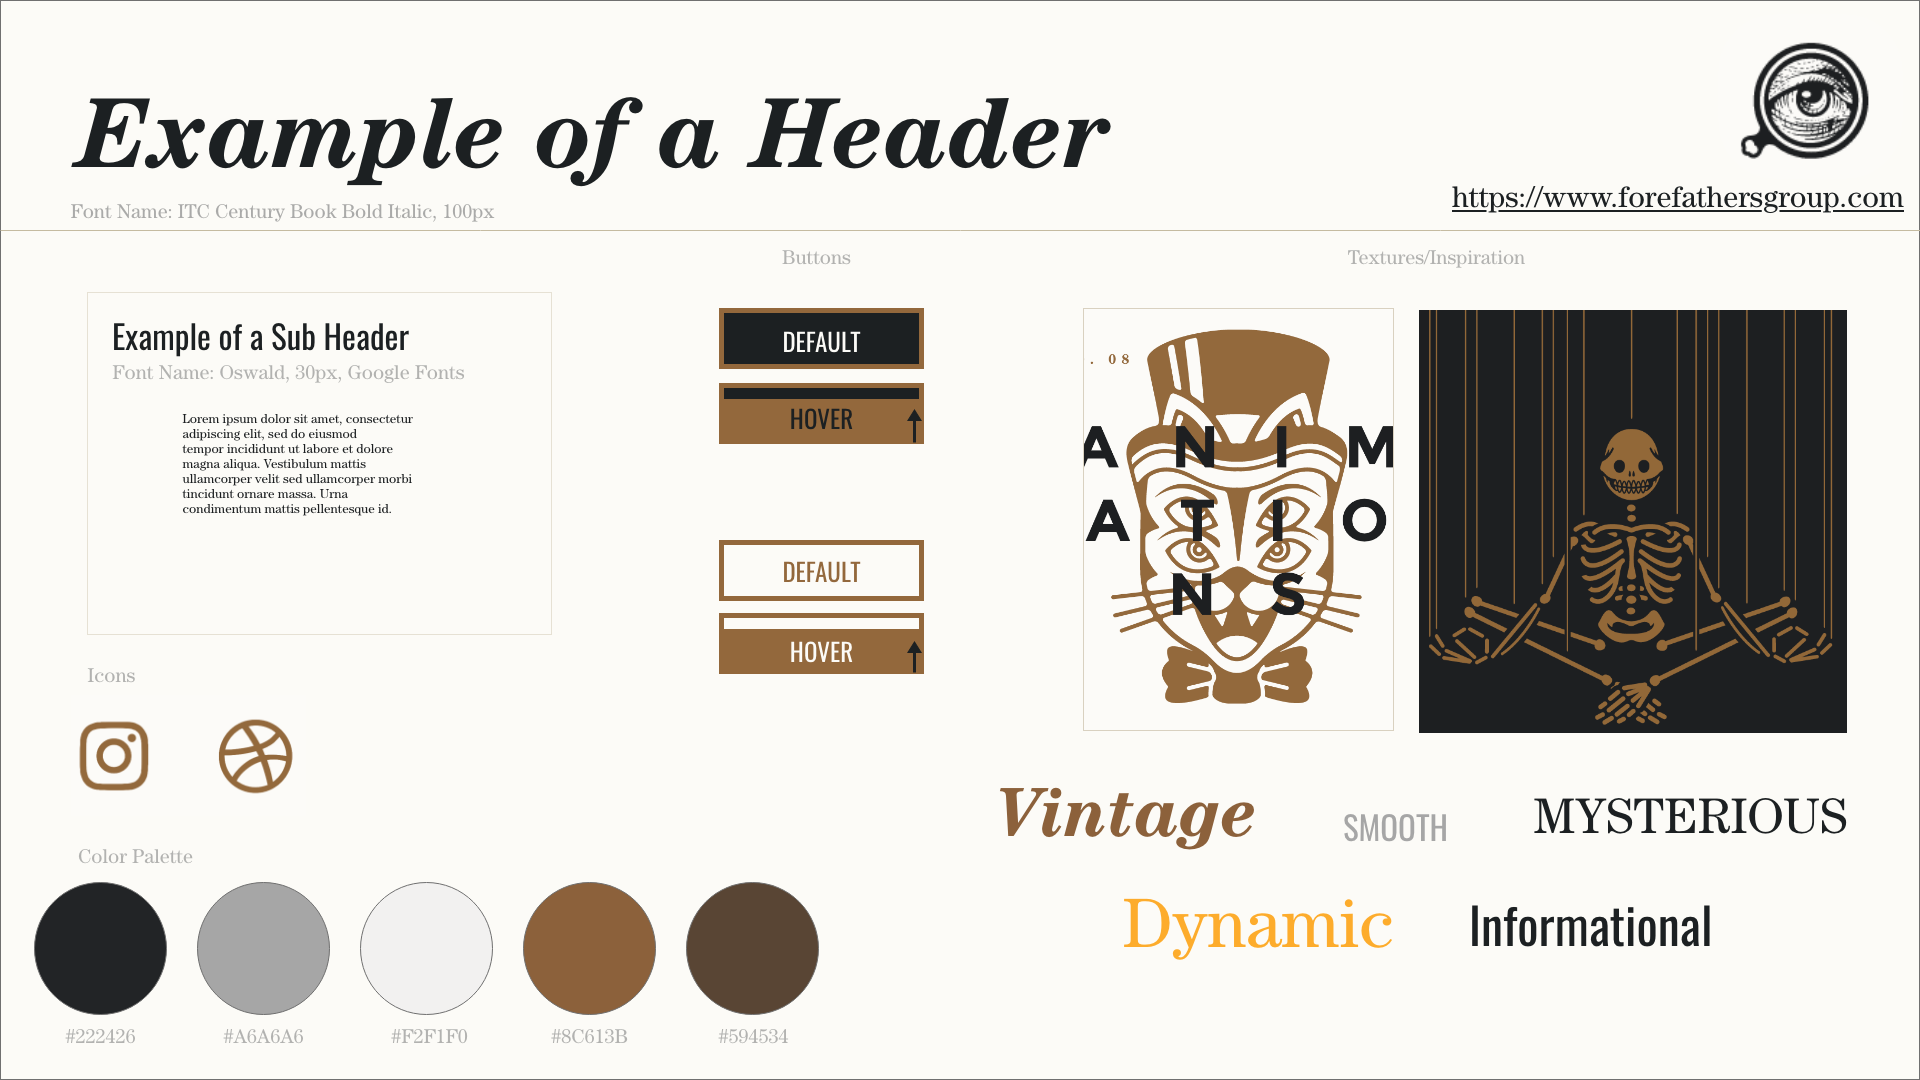 Example of a Header
Font Name: ITC Century Book Bold Italic, 100px
https://www.forefathersgroup.com
Buttons
Textures/Inspiration
Example of a Sub Header
Font Name: Oswald, 30px, Google Fonts
Lorem ipsum dolor sit amet, consectetur
adipiscing elit, sed do eiusmod
tempor incididunt ut labore et dolore
magna aliqua. Vestibulum mattis
ullamcorper velit sed ullamcorper morbi
tincidunt ornare massa. Urna
condimentum mattis pellentesque id.
DEFAULT
HOVER
DEFAULT
HOVER
. 08
A N I M
A T I O
N S
Icons
Vintage
SMOOTH
MYSTERIOUS
Dynamic
Informational
Color Palette
#222426
#A6A6A6
#F2F1F0
#8C613B
#594534